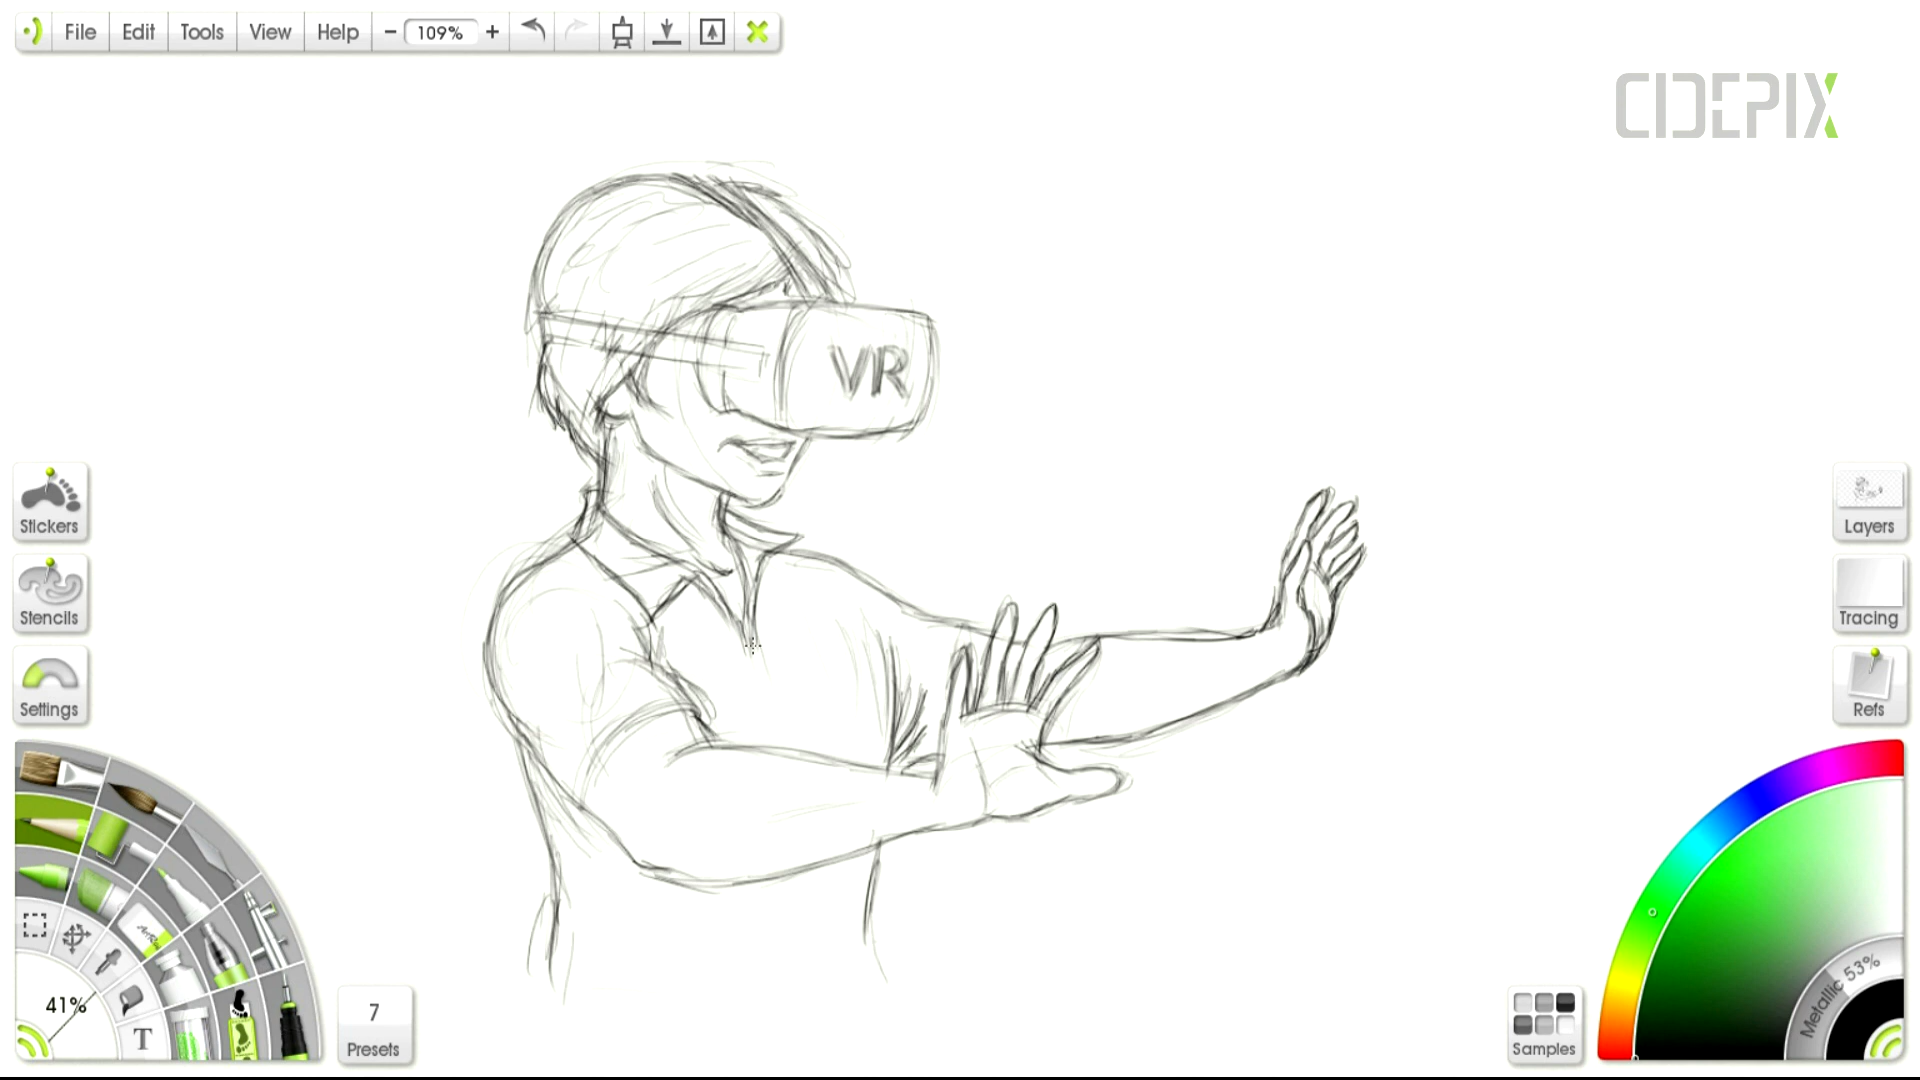 File Edit Tools View Help 109%
CIDEPIX
VR
Stickers
Stencils
Settings
Layers
Tracing
Refs
41%
7
Presets
T
Samples
Metallic 53%